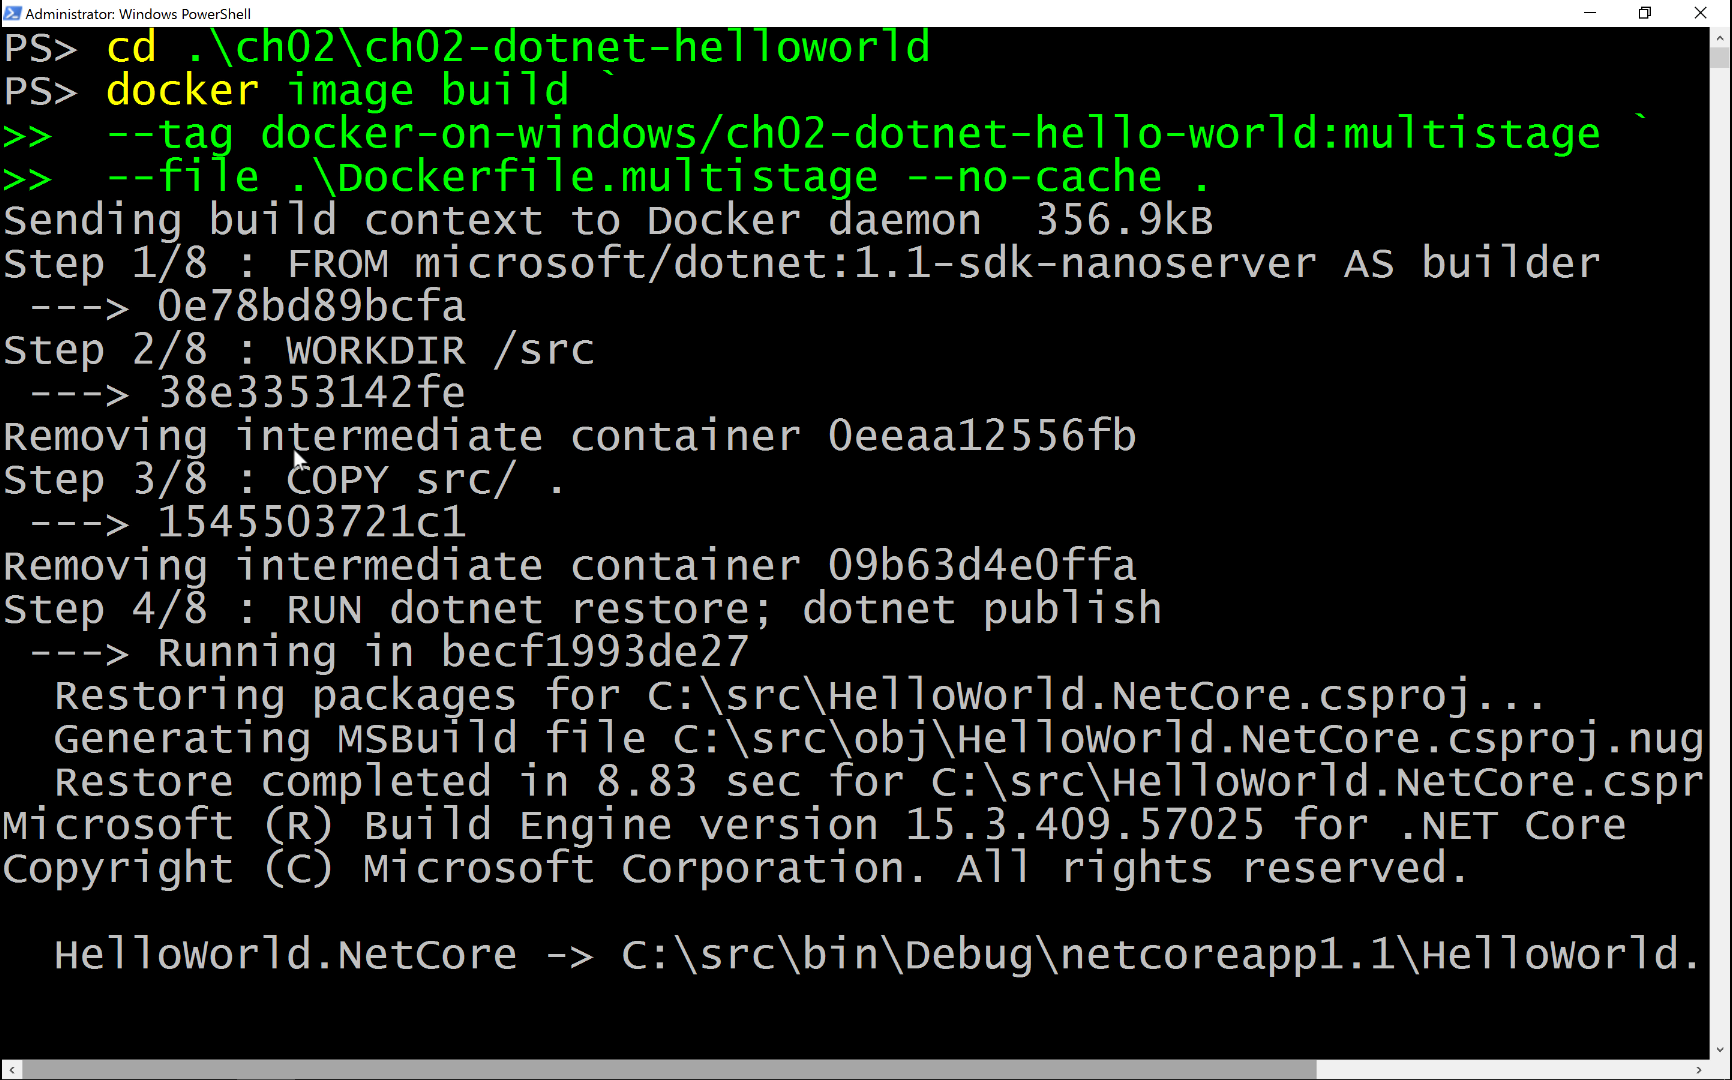 Administrator: Windows PowerShell
PS> cd .\ch02\ch02-dotnet-helloworld
PS> docker image build `
>>  --tag docker-on-windows/ch02-dotnet-hello-world:multistage `
>>  --file .\Dockerfile.multistage --no-cache .
Sending build context to Docker daemon  356.9kB
Step 1/8 : FROM microsoft/dotnet:1.1-sdk-nanoserver AS builder
 ---> 0e78bd89bcfa
Step 2/8 : WORKDIR /src
 ---> 38e3353142fe
Removing intermediate container 0eeaa12556fb
Step 3/8 : COPY src/ .
 ---> 1545503721c1
Removing intermediate container 09b63d4e0ffa
Step 4/8 : RUN dotnet restore; dotnet publish
 ---> Running in becf1993de27
  Restoring packages for C:\src\HelloWorld.NetCore.csproj...
  Generating MSBuild file C:\src\obj\HelloWorld.NetCore.csproj.nug
  Restore completed in 8.83 sec for C:\src\HelloWorld.NetCore.cspr
Microsoft (R) Build Engine version 15.3.409.57025 for .NET Core
Copyright (C) Microsoft Corporation. All rights reserved.
  HelloWorld.NetCore -> C:\src\bin\Debug\netcoreapp1.1\HelloWorld.